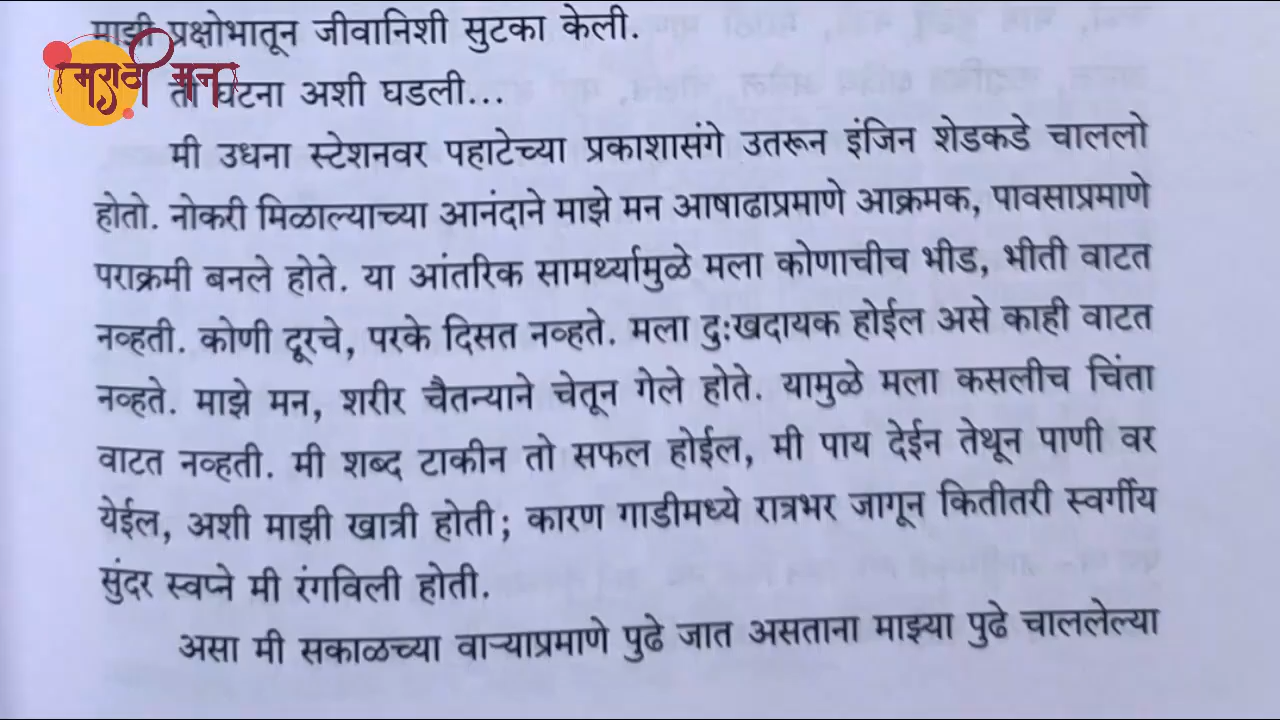 माझी प्रक्षोभातून जीवानिशी सुटका केली.
मराठी मन
ती घटना अशी घडली...
मी उधना स्टेशनवर पहाटेच्या प्रकाशासंगे उतरून इंजिन शेडकडे चाललो
होतो. नोकरी मिळाल्याच्या आनंदाने माझे मन आषाढाप्रमाणे आक्रमक, पावसाप्रमाणे
पराक्रमी बनले होते. या आंतरिक सामर्थ्यामुळे मला कोणाचीच भीड, भीती वाटत
नव्हती. कोणी दूरचे, परके दिसत नव्हते. मला दुःखदायक होईल असे काही वाटत
नव्हते. माझे मन, शरीर चैतन्याने चेतून गेले होते. यामुळे मला कसलीच चिंता
वाटत नव्हती. मी शब्द टाकीन तो सफल होईल, मी पाय देईन तेथून पाणी वर
येईल, अशी माझी खात्री होती; कारण गाडीमध्ये रात्रभर जागून कितीतरी स्वर्गीय
सुंदर स्वप्ने मी रंगविली होती.
असा मी सकाळच्या वाऱ्याप्रमाणे पुढे जात असताना माझ्या पुढे चाललेल्या